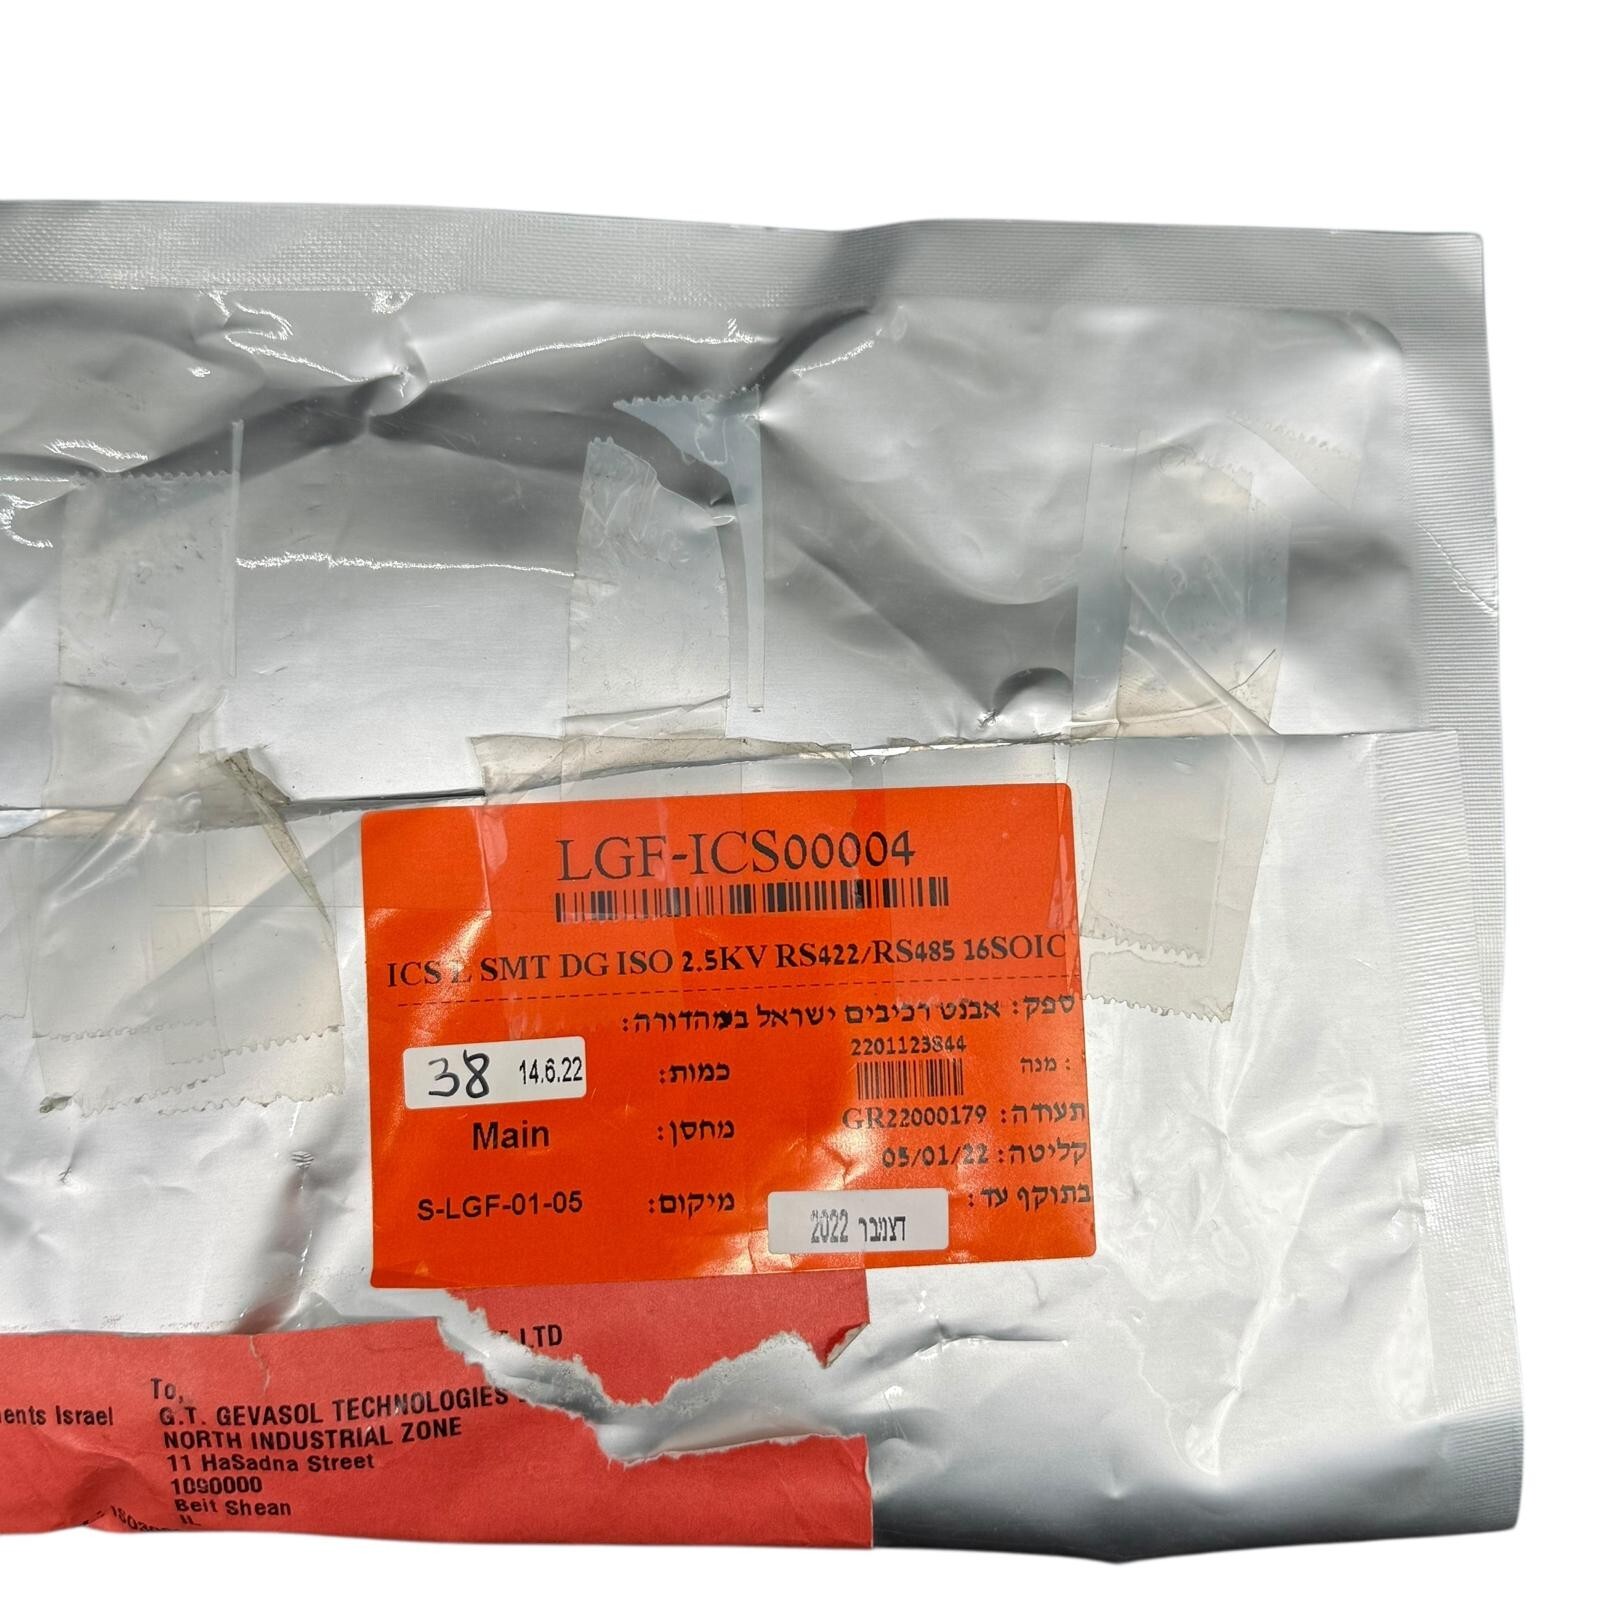 LGF-ICS00004
ICS L SMT DG ISO 2.5KV RS422/RS485 16SOIC
ספק: אבנט רכיבים ישראל במהדורה:
2201123844
מנה :
כמות:
38 14.6.22
תעודה: GR22000179
מחסן:
Main
קליטה: 05/01/22
בתוקף עד:
דצמבר 2022
מיקום:
S-LGF-01-05
LTD
To,
ents Israel
G.T. GEVASOL TECHNOLOGIES
NORTH INDUSTRIAL ZONE
11 HaSadna Street
1090000
Beit Shean
IL